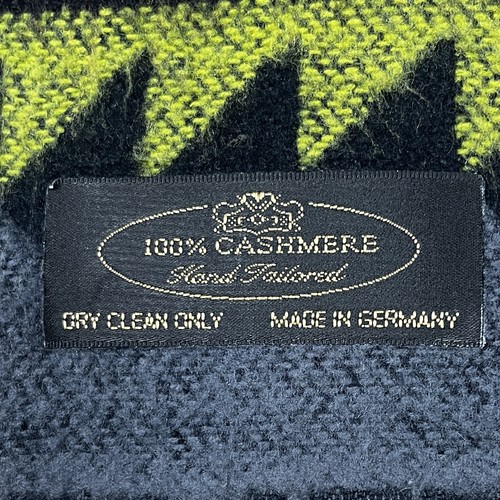 100% CASHMERE
Hand Tailored
DRY CLEAN ONLY MADE IN GERMANY